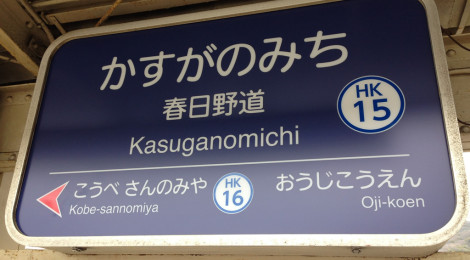 かすがのみち
春日野道
HK
15
Kasuganomichi
こうべ さんのみや
Kobe-sannomiya
HK
16
おうじこうえん
Oji-koen